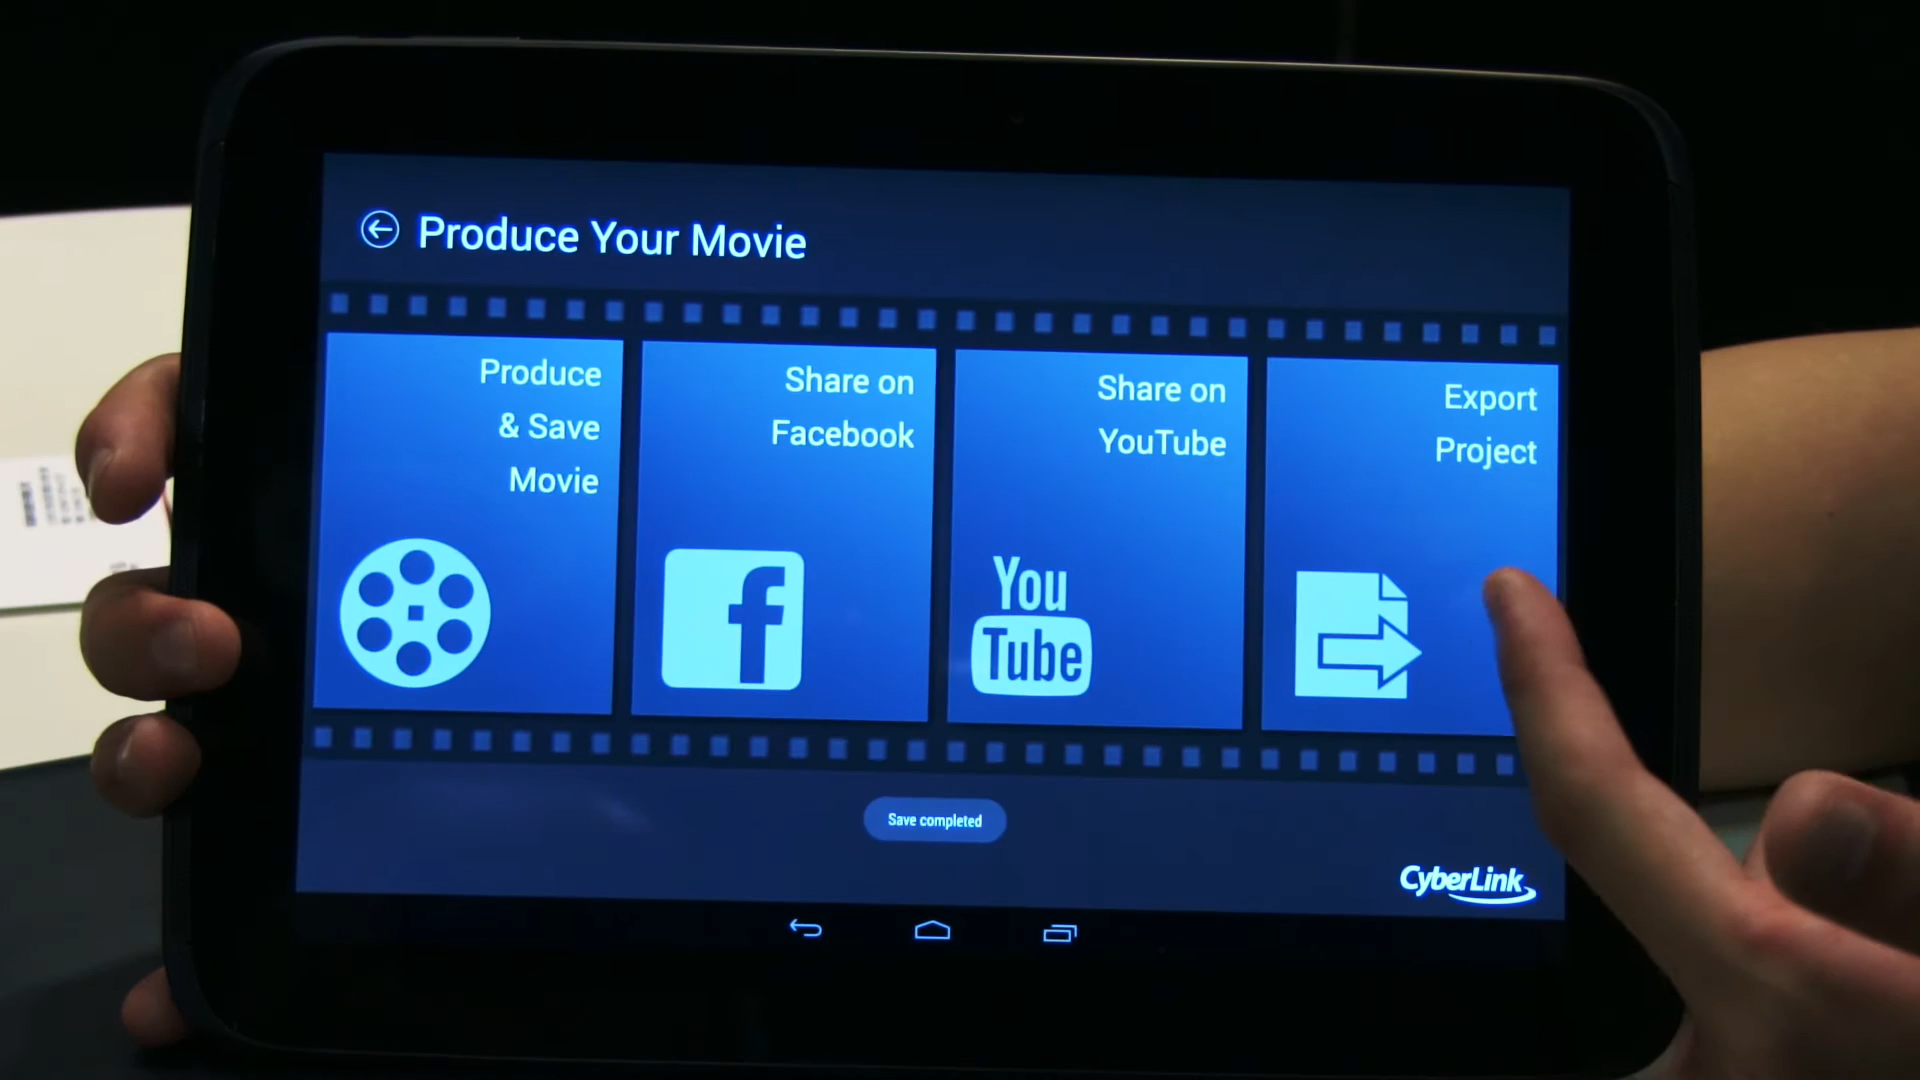 Produce Your Movie
Produce
& Save
Movie
Share on
Facebook
Share on
YouTube
Export
Project
f
You
Tube
Save completed
CyberLink